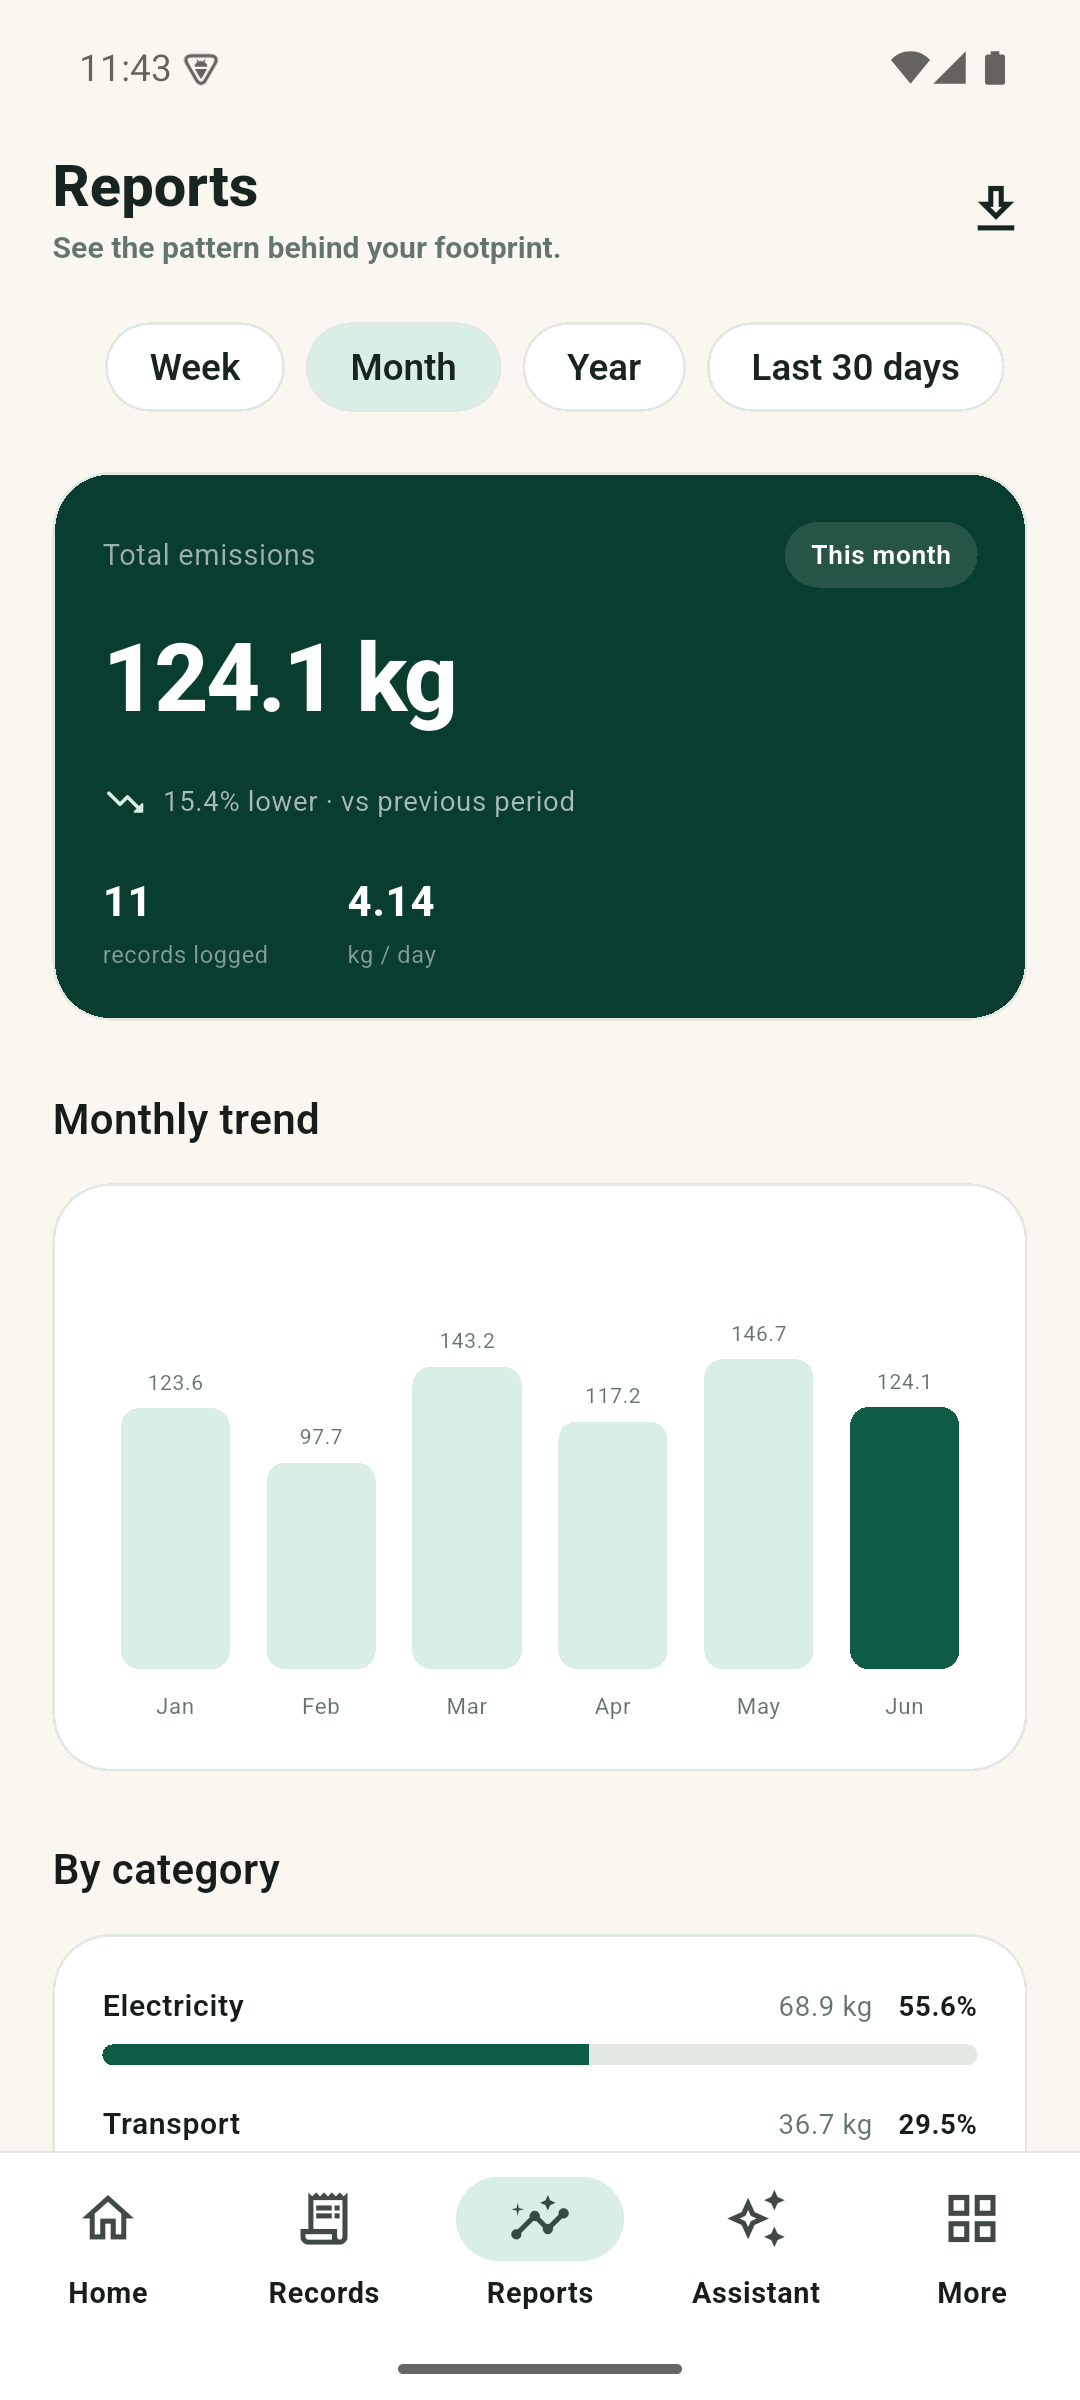 11:43
Reports
See the pattern behind your footprint.
Week Month Year Last 30 days
Total emissions This month
124.1 kg
15.4% lower · vs previous period
11 4.14
records logged kg / day
Monthly trend
123.6 97.7 143.2 117.2 146.7 124.1
Jan Feb Mar Apr May Jun
By category
Electricity 68.9 kg 55.6%
Transport 36.7 kg 29.5%
Home Records Reports Assistant More